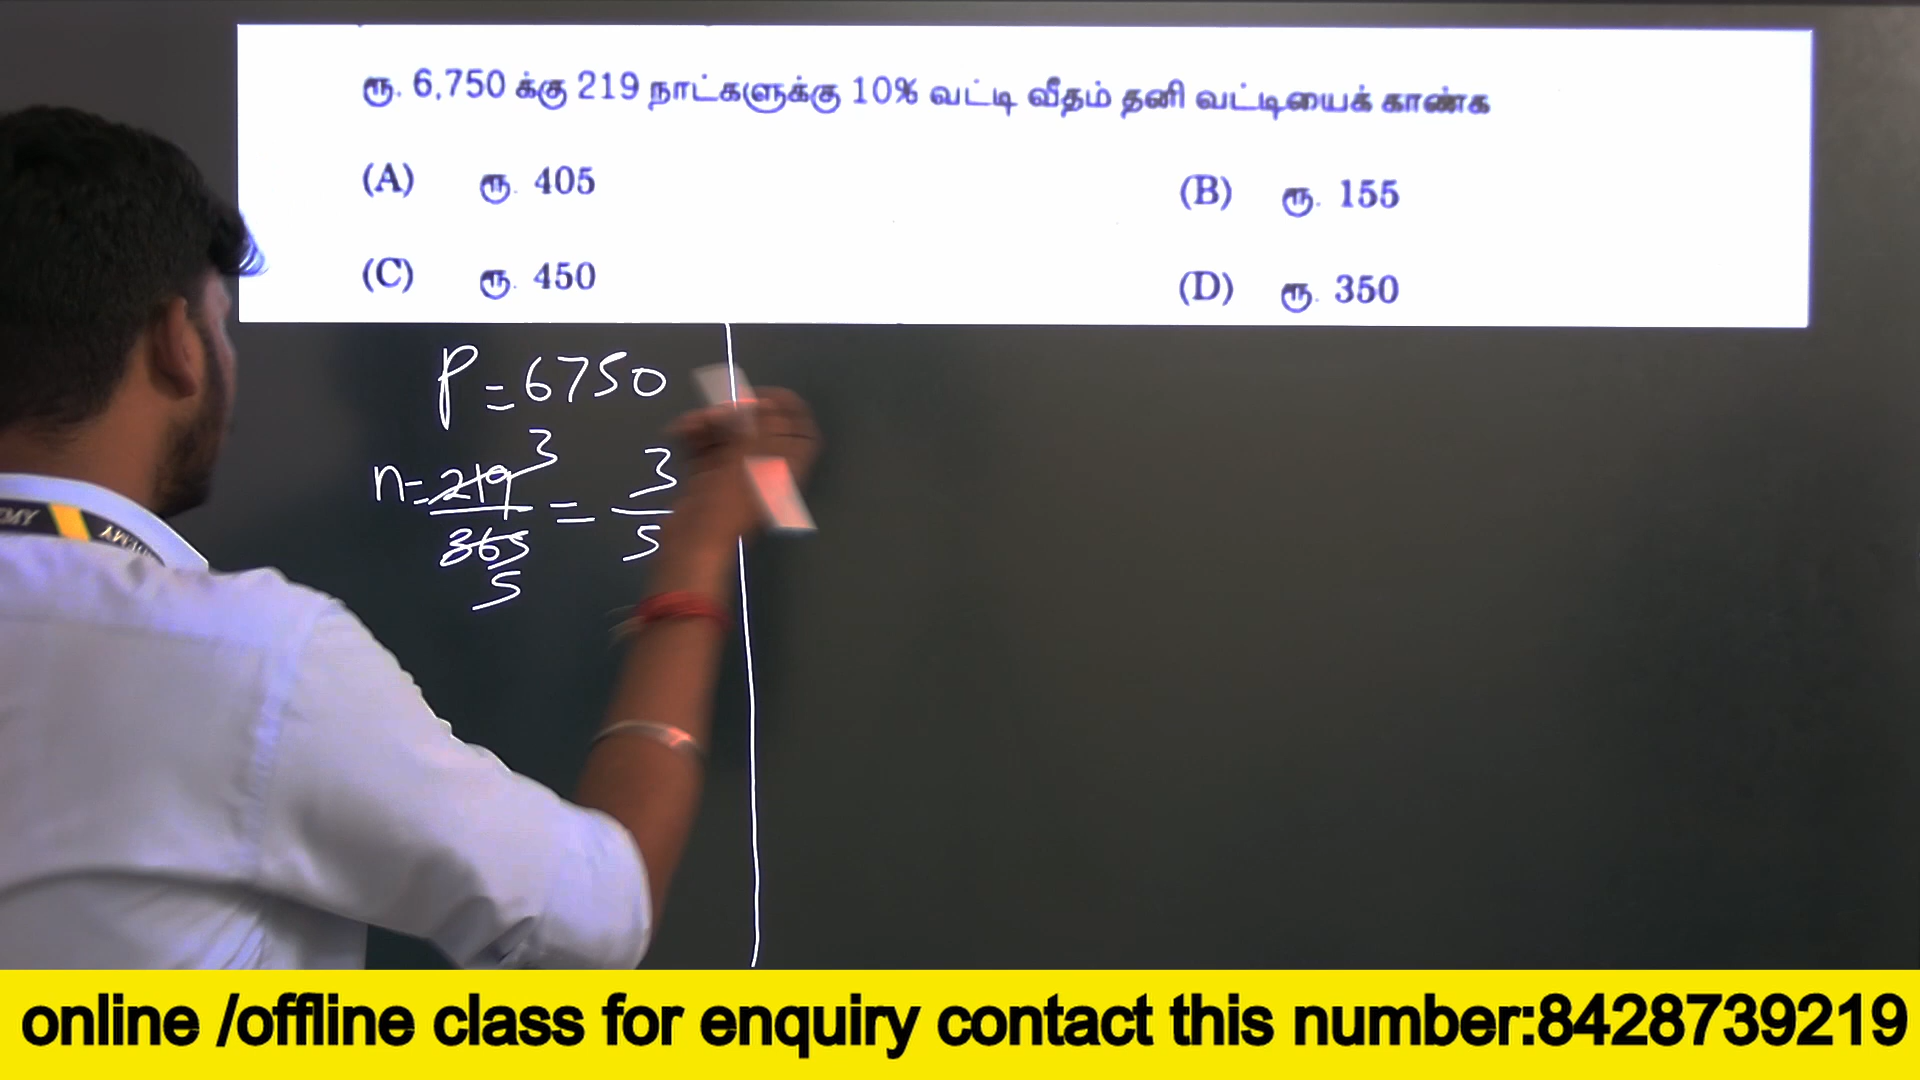 ரூ. 6,750 க்கு 219 நாட்களுக்கு 10% வட்டி வீதம் தனி வட்டியைக் காண்க
(A) ரூ. 405
(B) ரூ. 155
(C) ரூ. 450
(D) ரூ. 350
P = 6750
3
n = 219 = 3
365 5
5
online /offline class for enquiry contact this number:8428739219